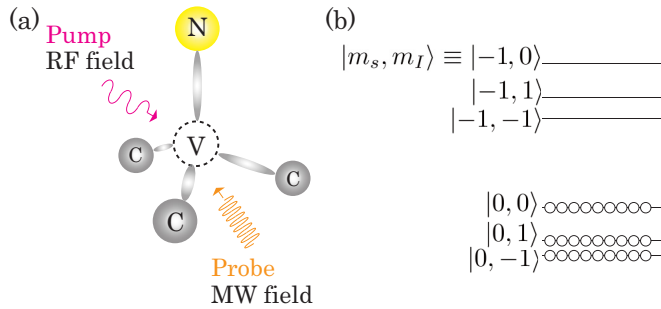 (a)
N
Pump
RF field
V
C
C
C
Probe
MW field
(b)
|m_s, m_I⟩ ≡ |−1, 0⟩
|−1, 1⟩
|−1, −1⟩
|0, 0⟩
|0, 1⟩
|0, −1⟩